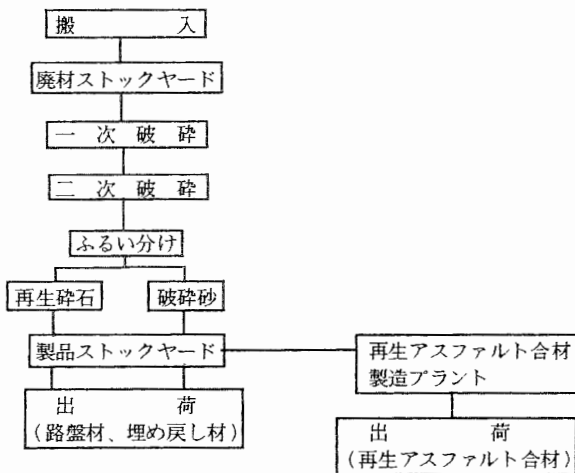 搬入
廃材ストックヤード
一次破砕
二次破砕
ふるい分け
再生砕石
破砕砂
製品ストックヤード
再生アスファルト合材
製造プラント
出荷
(路盤材、埋め戻し材)
出荷
(再生アスファルト合材)